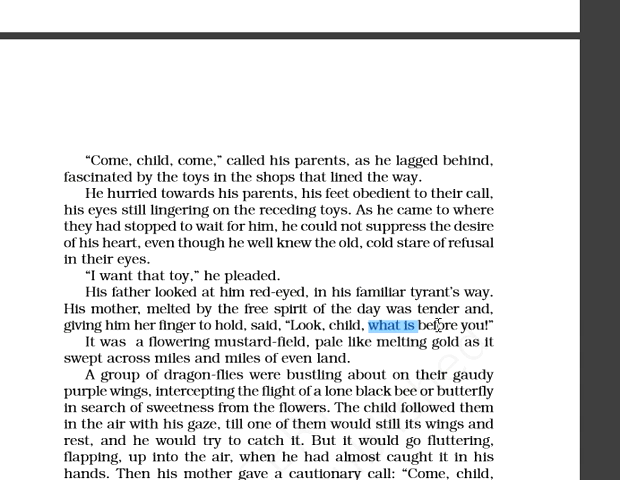 “Come, child, come,” called his parents, as he lagged behind,
fascinated by the toys in the shops that lined the way.
He hurried towards his parents, his feet obedient to their call,
his eyes still lingering on the receding toys. As he came to where
they had stopped to wait for him, he could not suppress the desire
of his heart, even though he well knew the old, cold stare of refusal
in their eyes.
“I want that toy,” he pleaded.
His father looked at him red-eyed, in his familiar tyrant’s way.
His mother, melted by the free spirit of the day was tender and,
giving him her finger to hold, said, “Look, child, what is before you!”
It was a flowering mustard-field, pale like melting gold as it
swept across miles and miles of even land.
A group of dragon-flies were bustling about on their gaudy
purple wings, intercepting the flight of a lone black bee or butterfly
in search of sweetness from the flowers. The child followed them
in the air with his gaze, till one of them would still its wings and
rest, and he would try to catch it. But it would go fluttering,
flapping, up into the air, when he had almost caught it in his
hands. Then his mother gave a cautionary call: “Come, child,